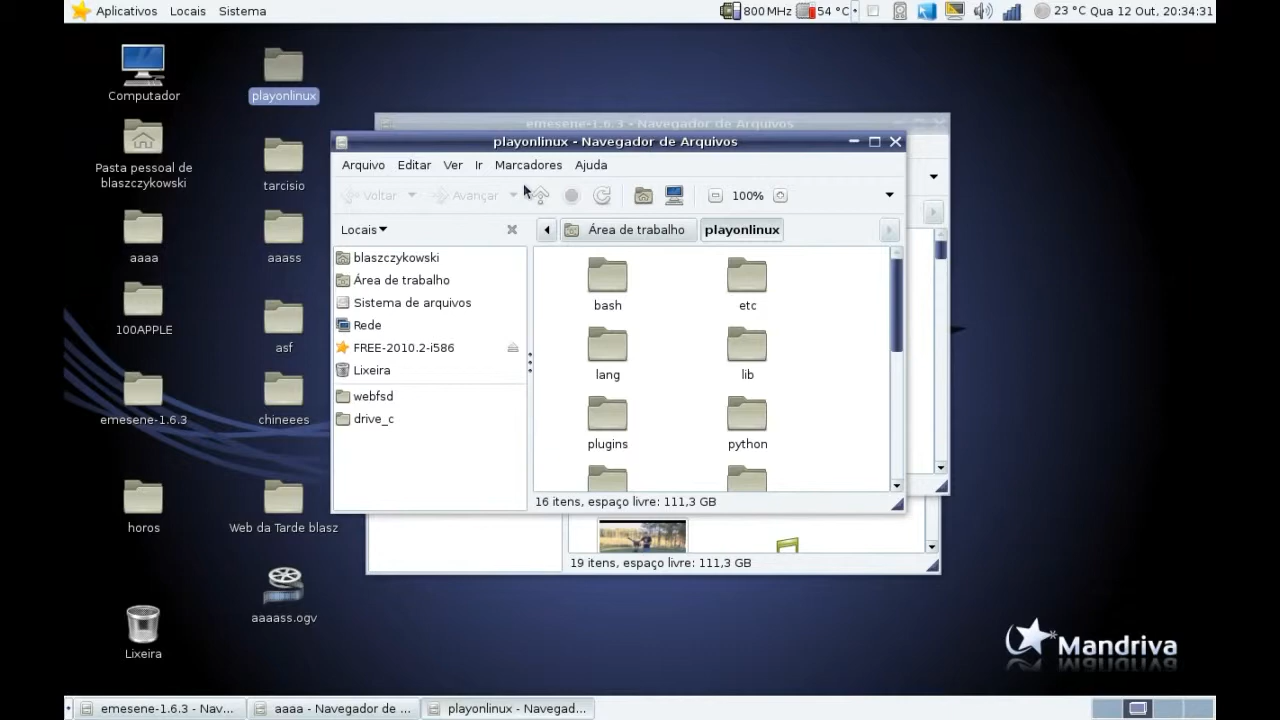 Aplicativos Locais Sistema
800 MHz 54 °C 23 °C Qua 12 Out, 20:34:31
Computador
playonlinux
Pasta pessoal de
blaszczykowski
tarcisio
aaaa
aaass
100APPLE
asf
emesene-1.6.3
chineees
horos
Web da Tarde blasz
aaaass.ogv
Lixeira
emesene-1.6.3 - Navegador de Arquivos
playonlinux - Navegador de Arquivos
Arquivo Editar Ver Ir Marcadores Ajuda
Voltar Avançar 100%
Locais Área de trabalho playonlinux
blaszczykowski
Área de trabalho
Sistema de arquivos
Rede
FREE-2010.2-i586
Lixeira
webfsd
drive_c
bash etc
lang lib
plugins python
16 itens, espaço livre: 111,3 GB
19 itens, espaço livre: 111,3 GB
Mandriva
emesene-1.6.3 - Nav... aaaa - Navegador de ... playonlinux - Navegad...